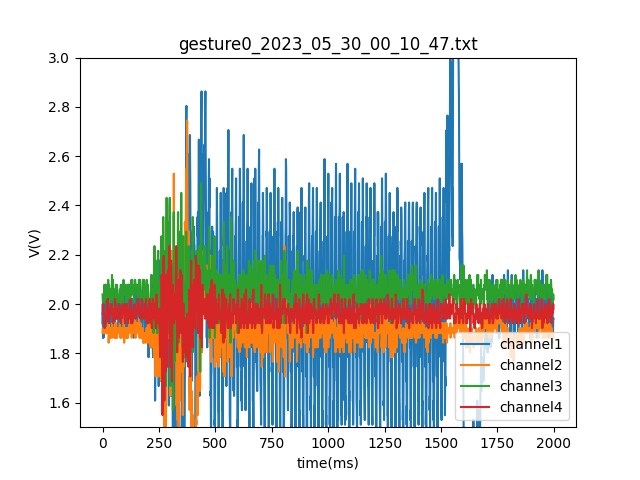 gesture0_2023_05_30_00_10_47.txt
V(V)
3.0
2.8
2.6
2.4
2.2
2.0
1.8
1.6
channel1
channel2
channel3
channel4
0 250 500 750 1000 1250 1500 1750 2000
time(ms)